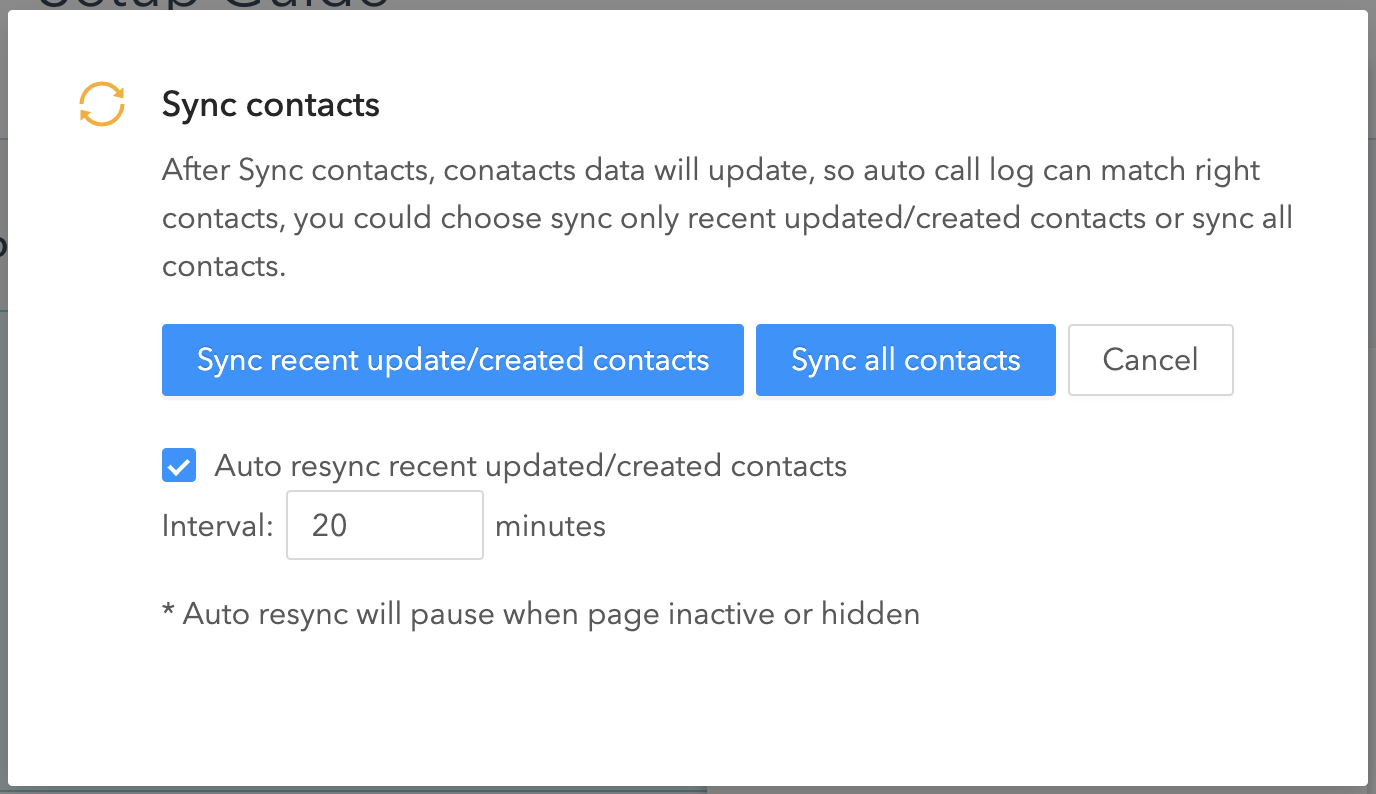 Setup Guide
Sync contacts
After Sync contacts, conatacts data will update, so auto call log can match right
contacts, you could choose sync only recent updated/created contacts or sync all
contacts.
Sync recent update/created contacts
Sync all contacts
Cancel
Auto resync recent updated/created contacts
Interval: 20 minutes
* Auto resync will pause when page inactive or hidden